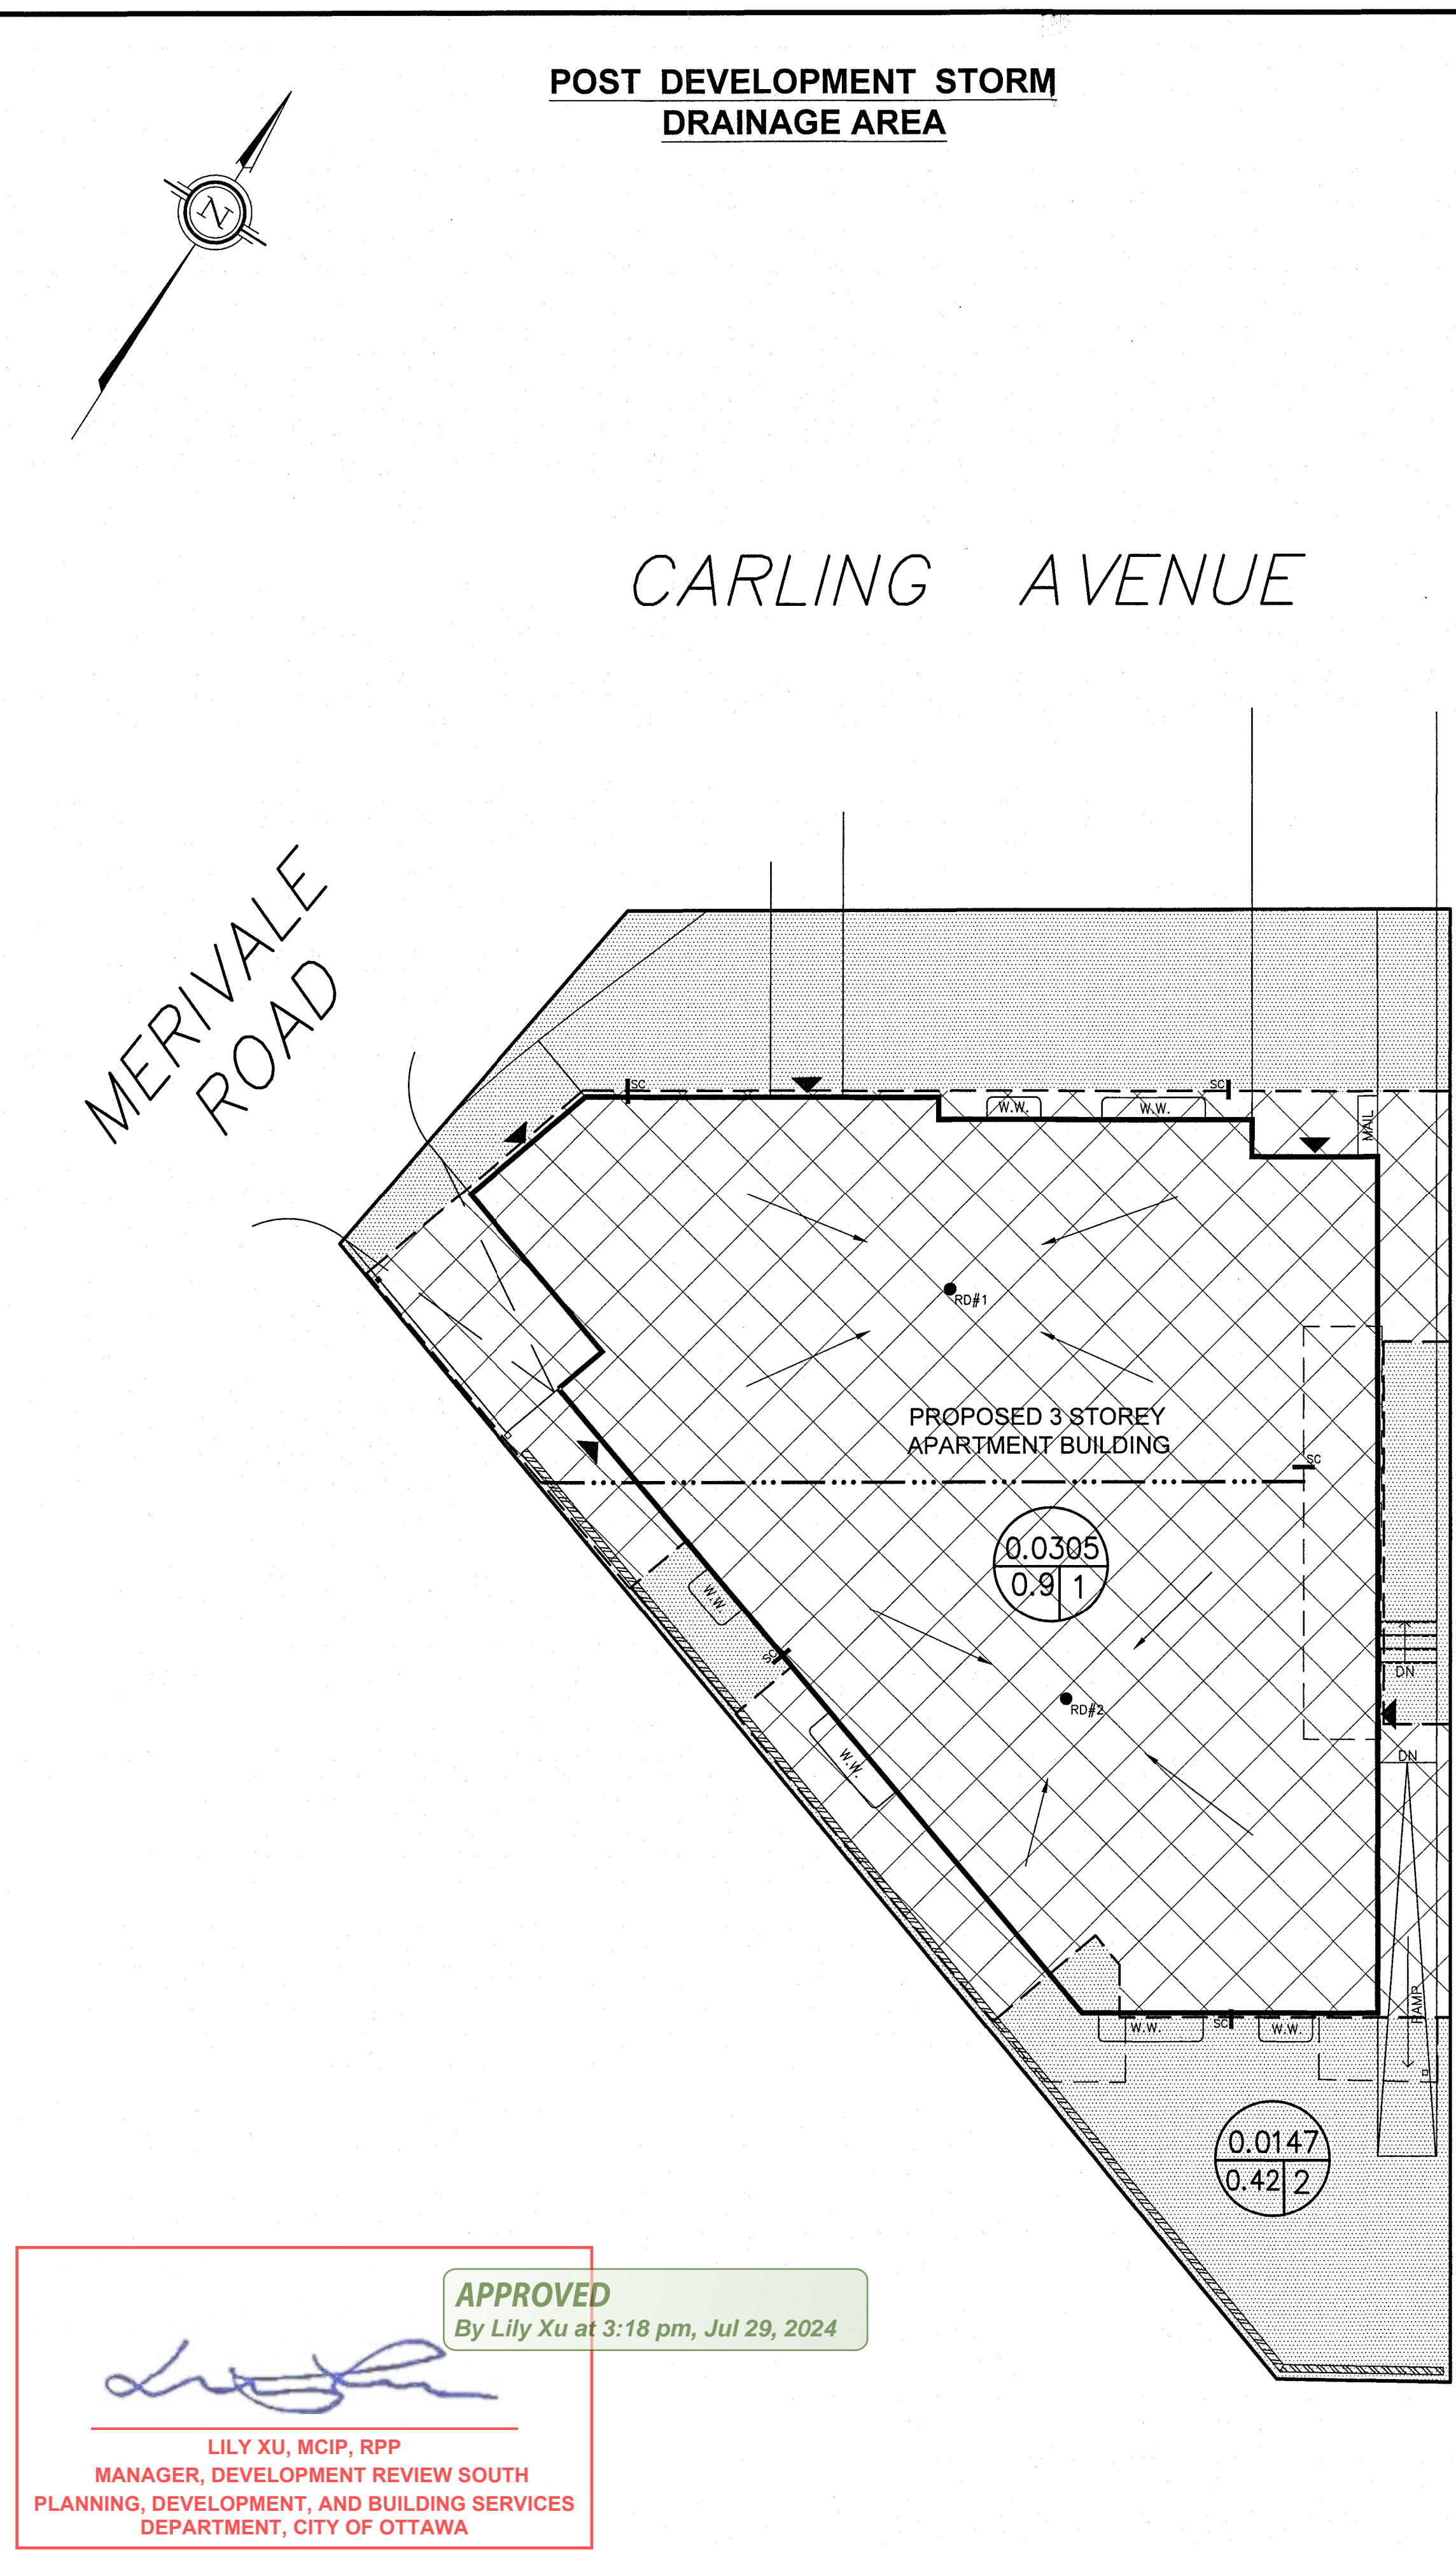 POST DEVELOPMENT STORM
DRAINAGE AREA
N
CARLING AVENUE
MERIVALE
ROAD
SC
SC
W.W.
W.W.
MAIL
RD#1
PROPOSED 3 STOREY
APARTMENT BUILDING
SC
0.0305
0.9 1
W.W.
SC
DN
RD#2
W.W.
DN
RAMP
W.W.
SC
W.W.
0.0147
0.42 2
APPROVED
By Lily Xu at 3:18 pm, Jul 29, 2024
LILY XU, MCIP, RPP
MANAGER, DEVELOPMENT REVIEW SOUTH
PLANNING, DEVELOPMENT, AND BUILDING SERVICES
DEPARTMENT, CITY OF OTTAWA